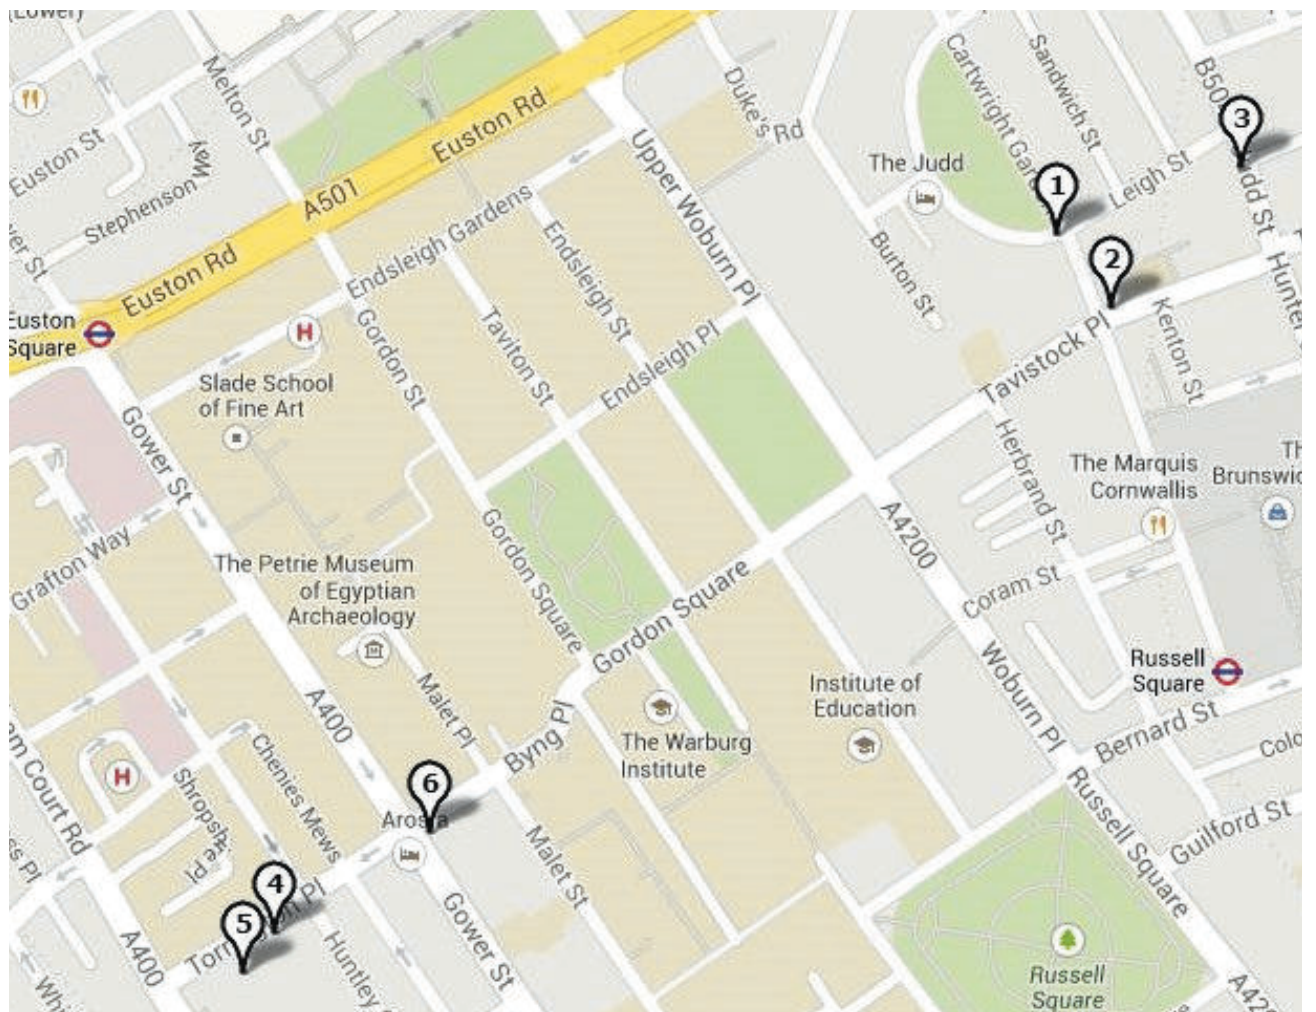 (Lower)
Melton St
Euston St
Stephenson
Way
Euston Rd
A501
Euston Rd
Euston
Square
Endsleigh Gardens
Duke's Rd
Upper Woburn Pl
Cartwright
Sandwich St
The Judd
Leigh St
1
2
3
Burton St
Hunter
Kenton St
Tavistock Pl
Endsleigh St
Endsleigh Pl
Taviton St
Gordon St
Slade School
of Fine Art
Gower St
Grafton Way
The Petrie Museum
of Egyptian
Archaeology
Gordon Square
Gordon Square
A4200
Herbrand St
The Marquis
Cornwallis
Coram St
Russell
Square
Woburn Pl
Bernard St
Institute of
Education
The Warburg
Institute
Malet Pl
Byng Pl
A400
Chenies Mews
Shropshire Pl
Court Rd
6
4
5
Malet St
Gower St
Huntley
A400
Russell Square
Guilford St
Russell
Square